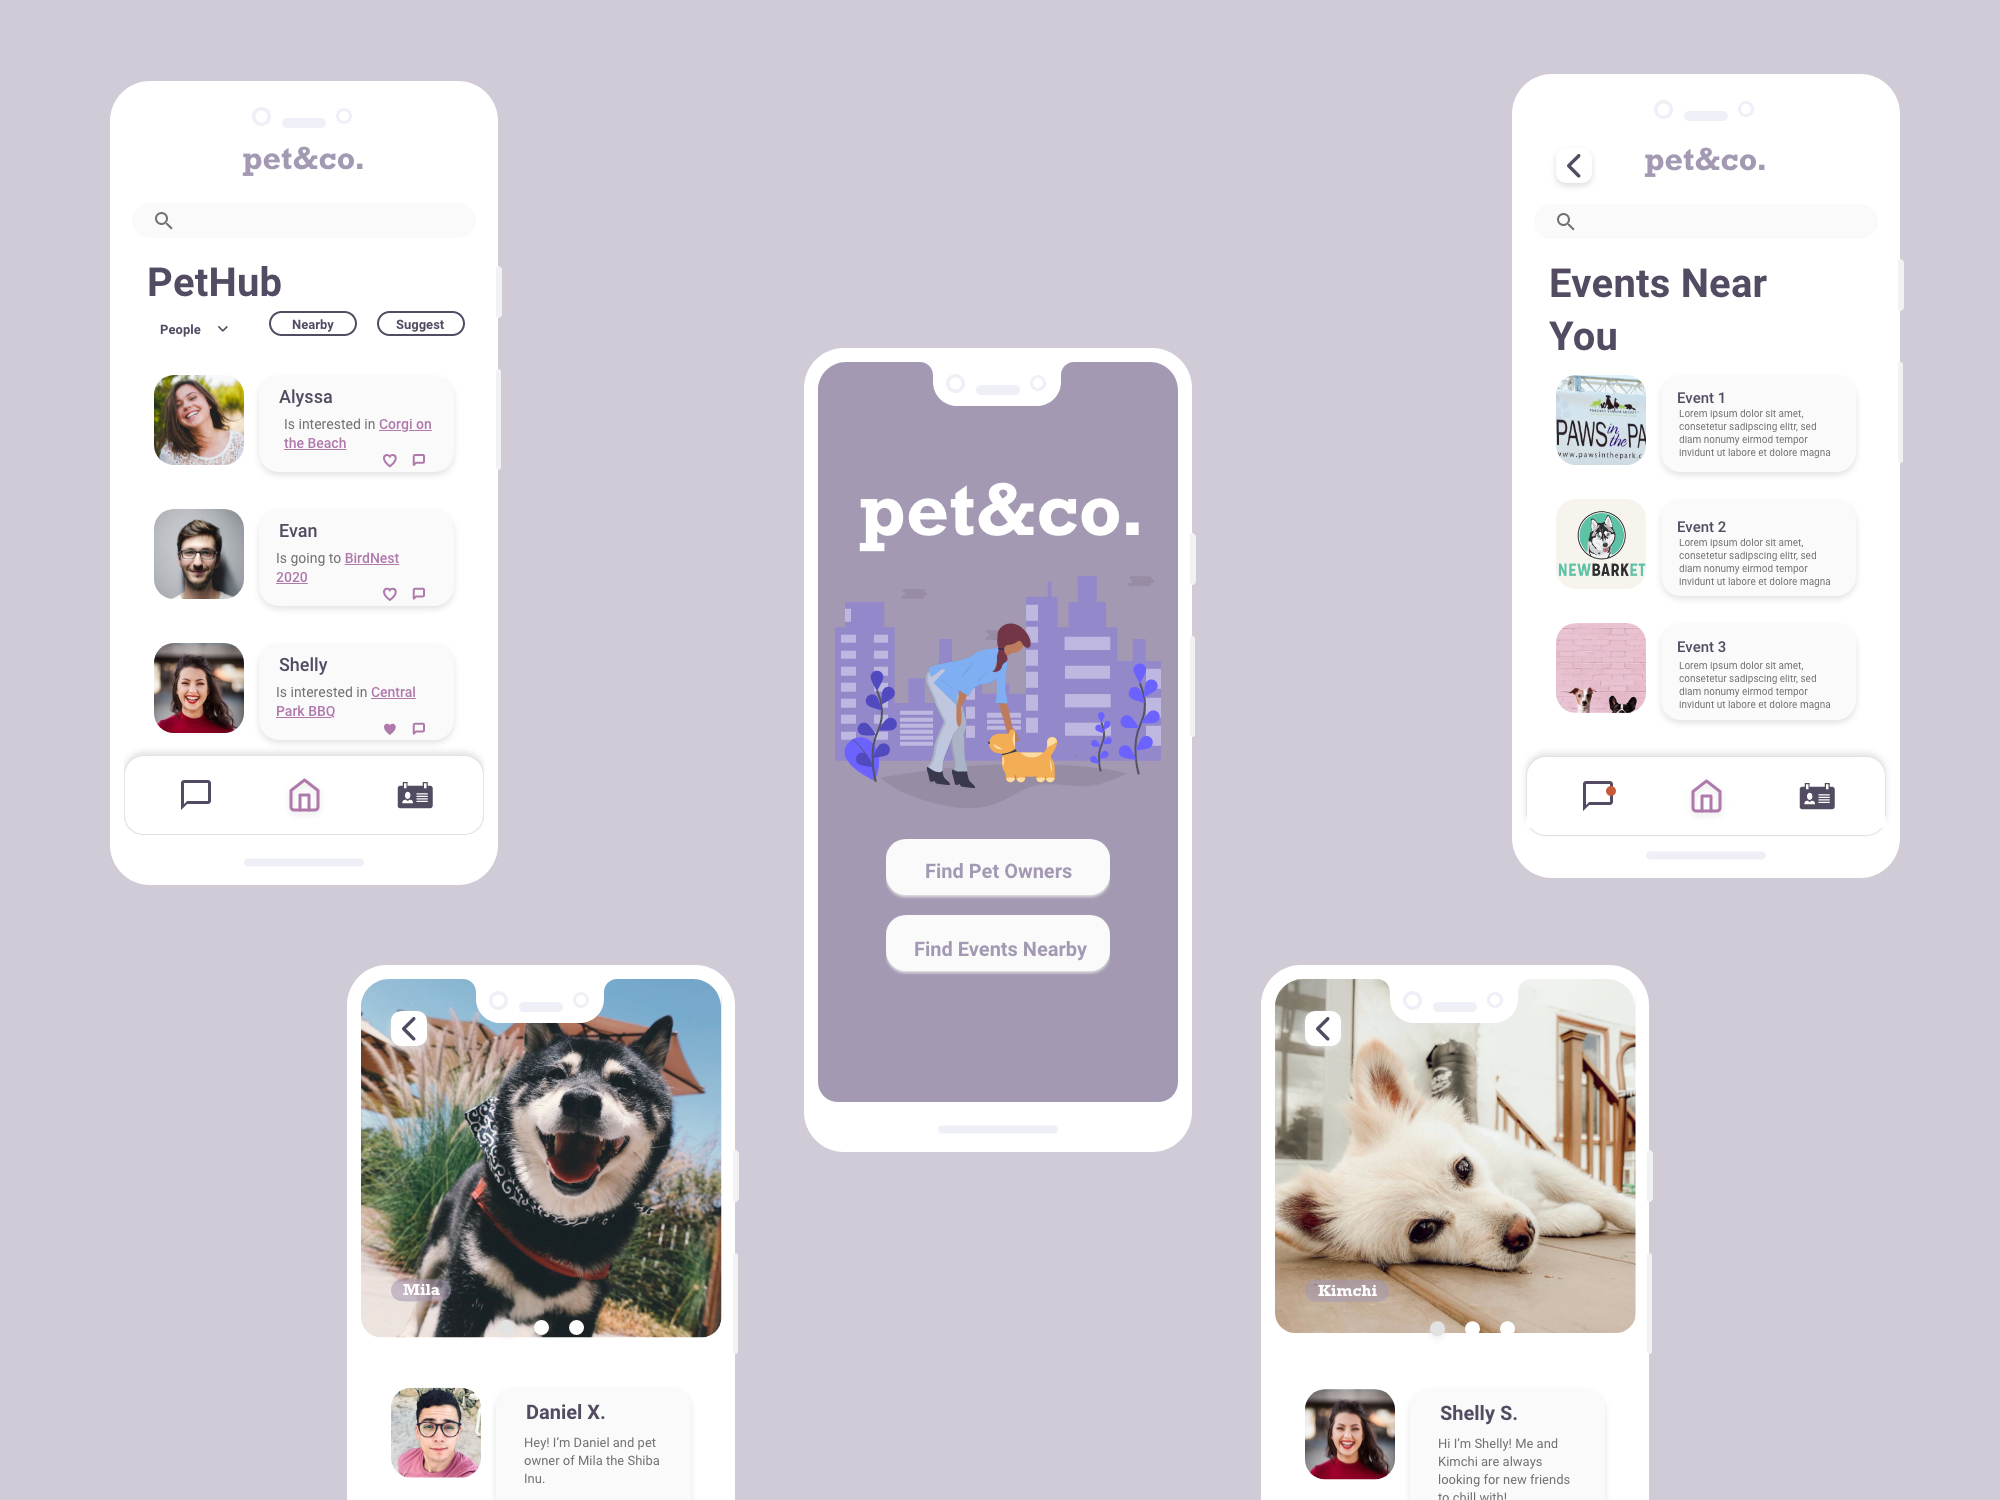 pet&co.
PetHub
People
Nearby
Suggest
Alyssa
Is interested in Corgi on
the Beach
Evan
Is going to BirdNest
2020
Shelly
Is interested in Central
Park BBQ
pet&co.
Find Pet Owners
Find Events Nearby
pet&co.
Events Near
You
PAWS in the PA
www.pawsinthepark.c
Event 1
Lorem ipsum dolor sit amet,
consetetur sadipscing elitr, sed
diam nonumy eirmod tempor
invidunt ut labore et dolore magna
NEWBARKET
Event 2
Lorem ipsum dolor sit amet,
consetetur sadipscing elitr, sed
diam nonumy eirmod tempor
invidunt ut labore et dolore magna
Event 3
Lorem ipsum dolor sit amet,
consetetur sadipscing elitr, sed
diam nonumy eirmod tempor
invidunt ut labore et dolore magna
Mila
Daniel X.
Hey! I’m Daniel and pet
owner of Mila the Shiba
Inu.
Kimchi
Shelly S.
Hi I’m Shelly! Me and
Kimchi are always
looking for new friends
to chill with!